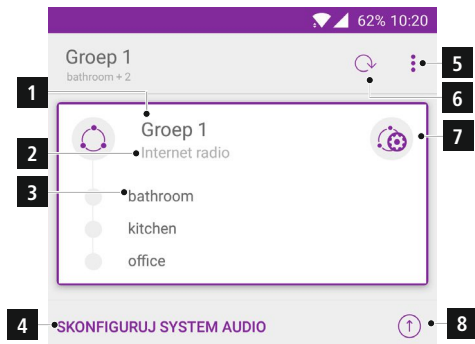 62% 10:20
Groep 1
bathroom + 2
5
6
1
Groep 1
7
2
Internet radio
3
bathroom
kitchen
office
4
SKONFIGURUJ SYSTEM AUDIO
8